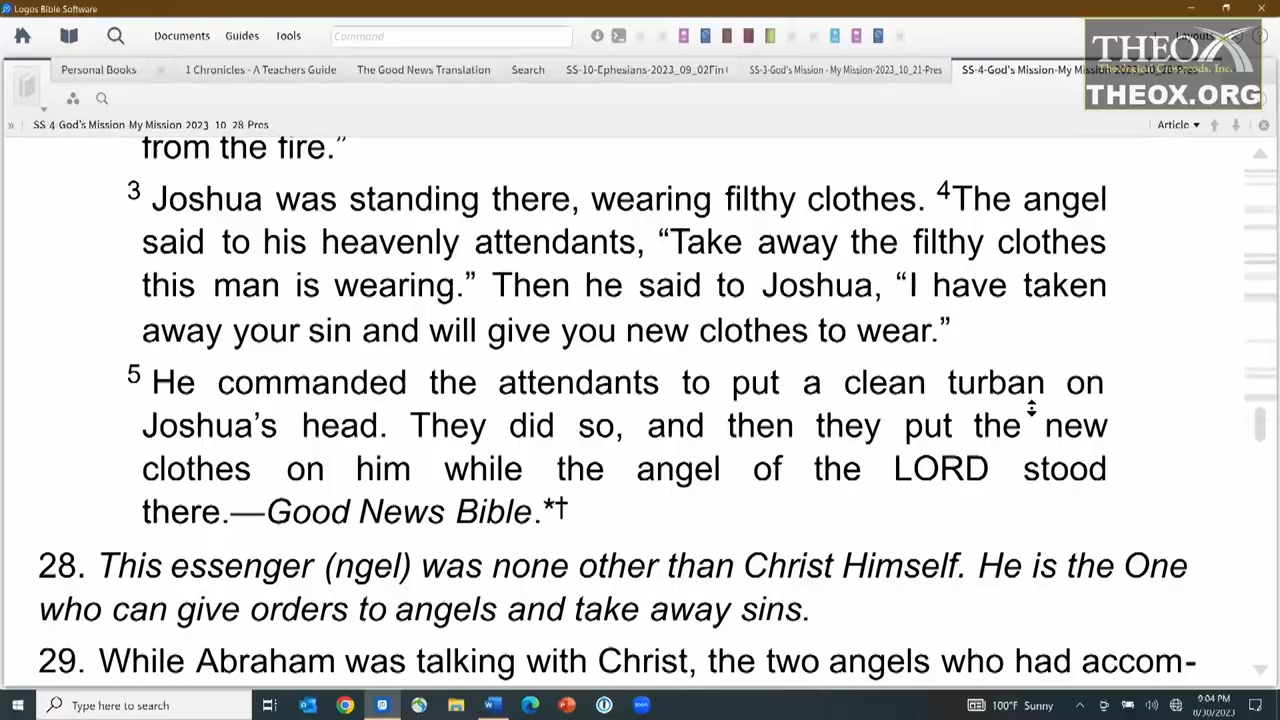 Logos Bible Software
Documents Guides Tools Command Layouts
THEOX
Theological Crossroads, Inc.
THEOX.ORG
Personal Books 1 Chronicles - A Teachers Guide The Good News Bible Search SS-10-Ephesians-2023_09_02Fin SS-3-God's Mission - My Mission-2023_10_21-Pres SS-4-God's Mission-My
» SS-4-God's Mission-My Mission-2023_10_28-Pres Article
from the fire.”
3 Joshua was standing there, wearing filthy clothes. 4The angel
said to his heavenly attendants, “Take away the filthy clothes
this man is wearing.” Then he said to Joshua, “I have taken
away your sin and will give you new clothes to wear.”
5 He commanded the attendants to put a clean turban on
Joshua’s head. They did so, and then they put the new
clothes on him while the angel of the LORD stood
there.—Good News Bible.*†
28. This essenger (ngel) was none other than Christ Himself. He is the One
who can give orders to angels and take away sins.
29. While Abraham was talking with Christ, the two angels who had accom-
Type here to search 100°F Sunny 9:04 PM
8/30/2023